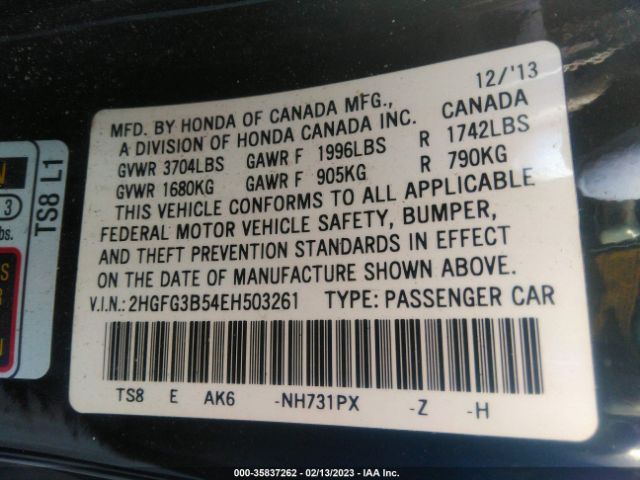 12/'13
MFD. BY HONDA OF CANADA MFG., CANADA
A DIVISION OF HONDA CANADA INC.
GVWR 3704LBS GAWR F 1996LBS R 1742LBS
GVWR 1680KG GAWR F 905KG R 790KG
THIS VEHICLE CONFORMS TO ALL APPLICABLE
FEDERAL MOTOR VEHICLE SAFETY, BUMPER,
AND THEFT PREVENTION STANDARDS IN EFFECT
ON THE DATE OF MANUFACTURE SHOWN ABOVE.
V.I.N.: 2HGFG3B54EH503261 TYPE: PASSENGER CAR
TS8 E AK6 -NH731PX -Z -H
TS8 L1
3
000-35837262 - 02/13/2023 - IAA Inc.